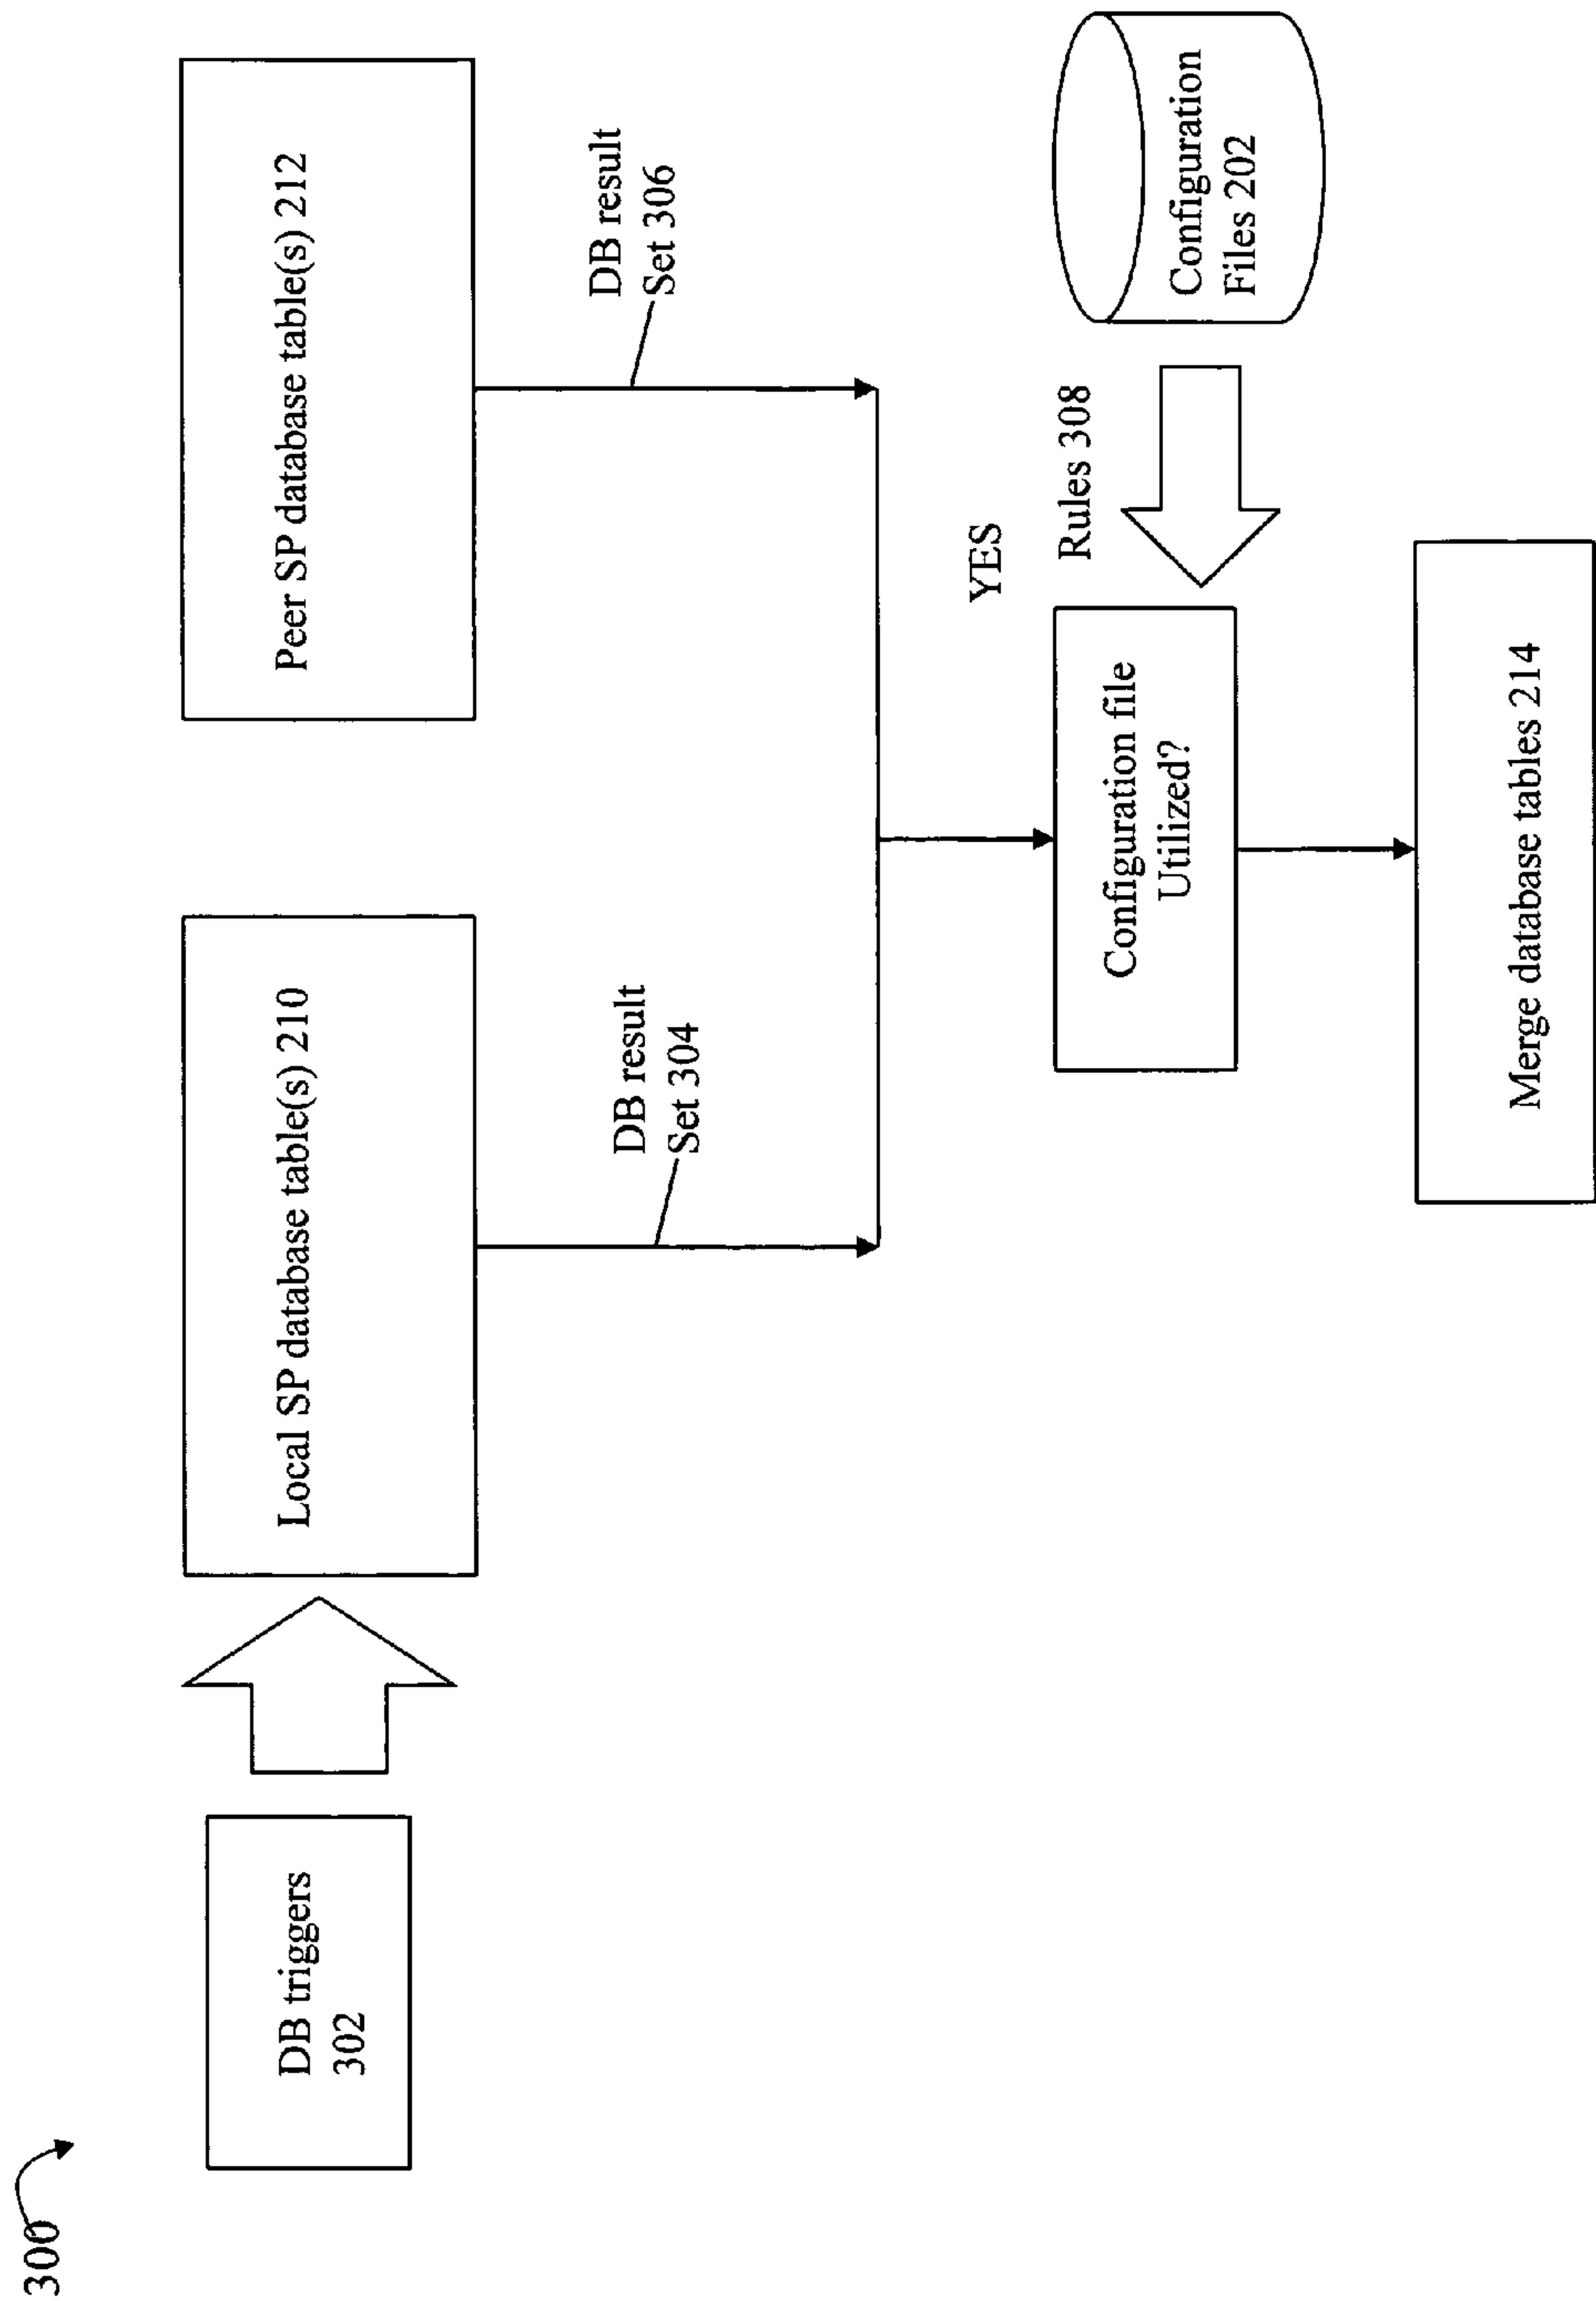 300
DB triggers
302
Local SP database table(s) 210
Peer SP database table(s) 212
DB result
Set 304
DB result
Set 306
YES
Rules 308
Configuration file
Utilized?
Configuration
Files 202
Merge database tables 214